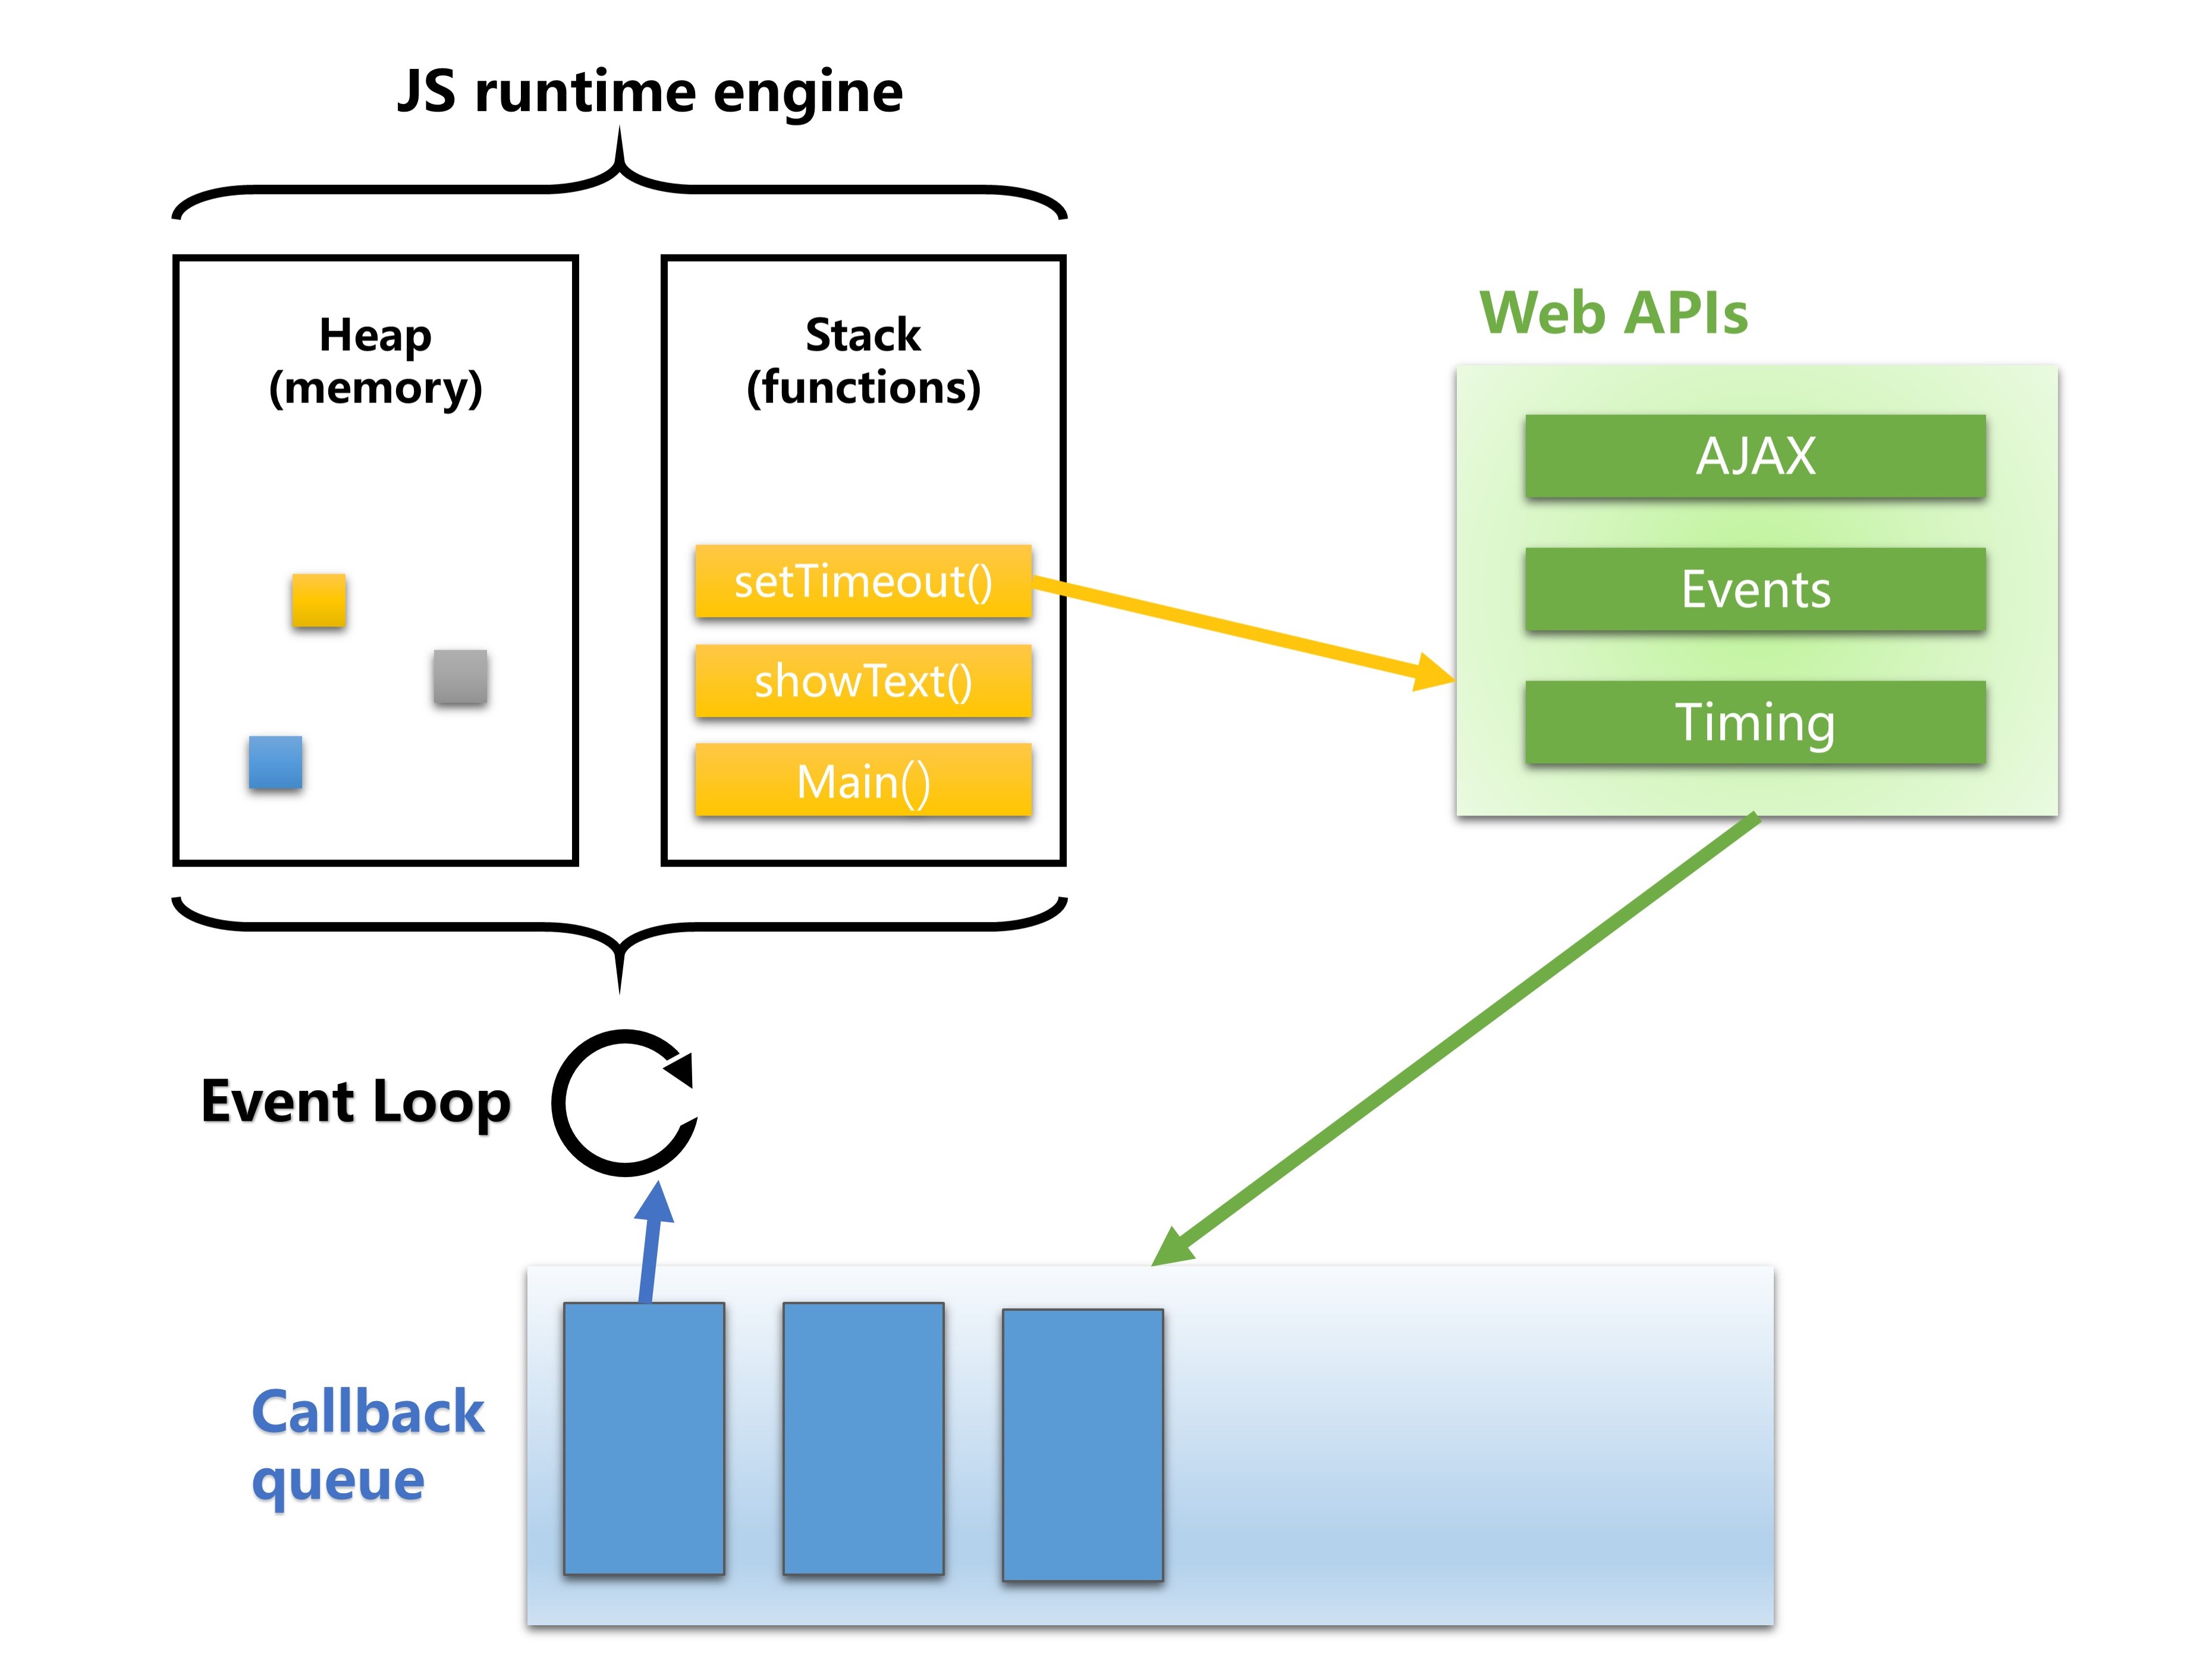 JS runtime engine
Heap
(memory)
Stack
(functions)
setTimeout()
showText()
Main()
Web APIs
AJAX
Events
Timing
Event Loop
Callback
queue